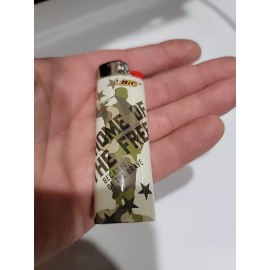 BIC
HOME OF
THE FREE
BECAUSE
OF THE BRAVE